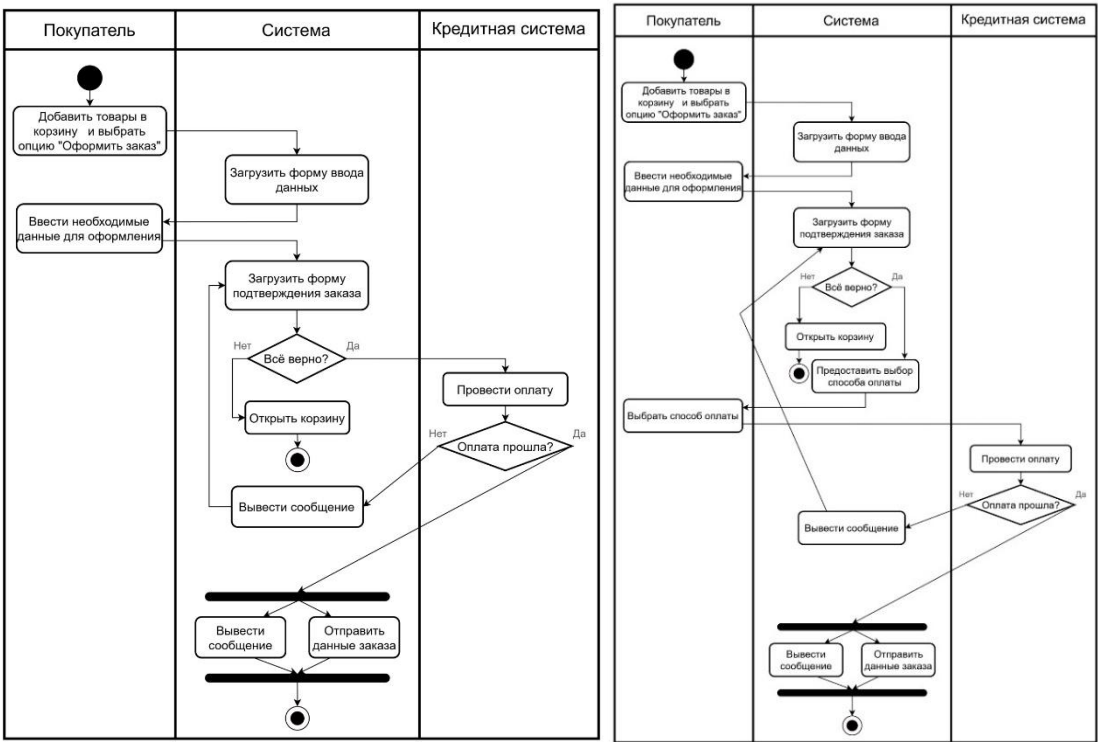 Покупатель
Система
Кредитная система
Добавить товары в
корзину и выбрать
опцию "Оформить заказ"
Загрузить форму ввода
данных
Ввести необходимые
данные для оформления
Загрузить форму
подтверждения заказа
Нет
Всё верно?
Да
Провести оплату
Открыть корзину
Нет
Оплата прошла?
Да
Вывести сообщение
Вывести
сообщение
Отправить
данные заказа
Покупатель
Система
Кредитная система
Добавить товары в
корзину и выбрать
опцию "Оформить заказ"
Загрузить форму ввода
данных
Ввести необходимые
данные для оформления
Загрузить форму
подтверждения заказа
Нет
Всё верно?
Да
Открыть корзину
Предоставить выбор
способа оплаты
Выбрать способ оплаты
Провести оплату
Нет
Оплата прошла?
Да
Вывести сообщение
Вывести
сообщение
Отправить
данные заказа